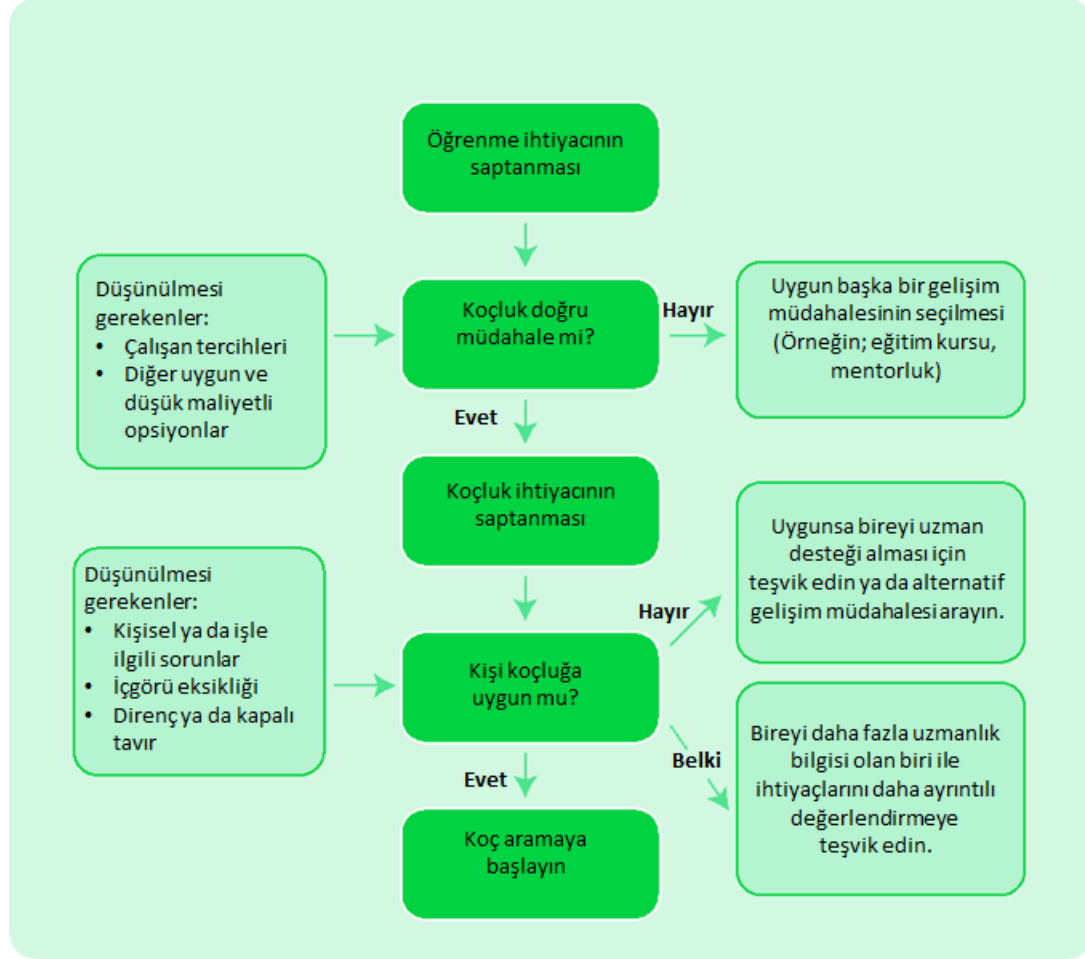 Öğrenme ihtiyacının
saptanması
Düşünülmesi
gerekenler:
• Çalışan tercihleri
• Diğer uygun ve
düşük maliyetli
opsiyonlar
Koçluk doğru
müdahale mi?
Hayır
Uygun başka bir gelişim
müdahalesinin seçilmesi
(Örneğin; eğitim kursu,
mentorluk)
Evet
Koçluk ihtiyacının
saptanması
Düşünülmesi
gerekenler:
• Kişisel ya da işle
ilgili sorunlar
• İçgörü eksikliği
• Direnç ya da kapalı
tavır
Kişi koçluğa
uygun mu?
Hayır
Uygunsa bireyi uzman
desteği alması için
teşvik edin ya da alternatif
gelişim müdahalesi arayın.
Belki
Bireyi daha fazla uzmanlık
bilgisi olan biri ile
ihtiyaçlarını daha ayrıntılı
değerlendirmeye
teşvik edin.
Evet
Koç aramaya
başlayın